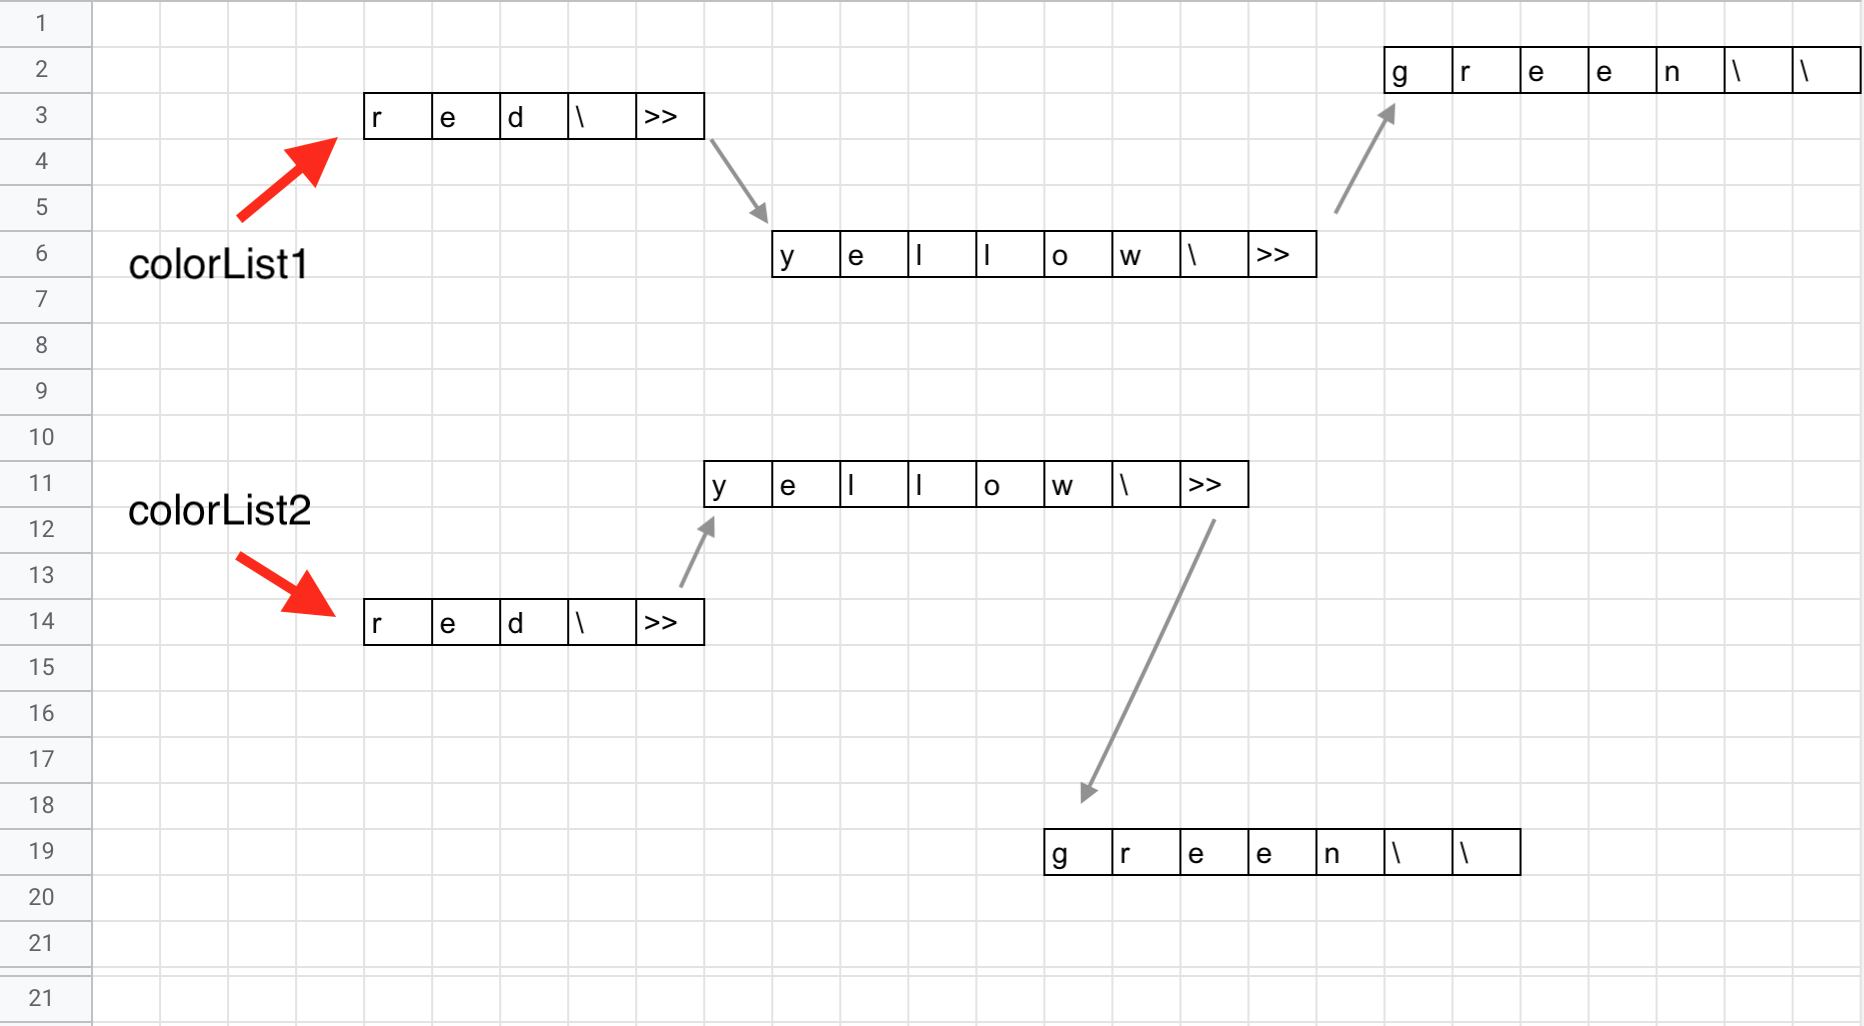 1
2 g r e e n \ \
3 r e d \ >>
4
5
colorList1
6 y e l l o w \ >>
7
8
9
10
11 y e l l o w \ >>
colorList2
12
13
14 r e d \ >>
15
16
17
18
19 g r e e n \ \
20
21
21